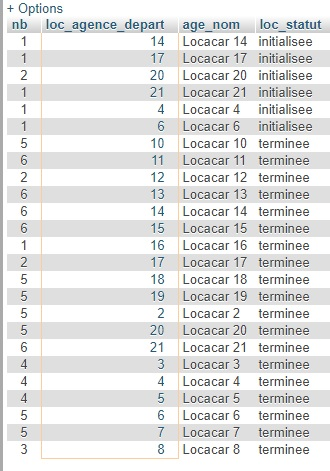 + Options
nb loc_agence_depart age_nom loc_statut
1 14 Locacar 14 initialisee
1 17 Locacar 17 initialisee
2 20 Locacar 20 initialisee
1 21 Locacar 21 initialisee
1 4 Locacar 4 initialisee
1 6 Locacar 6 initialisee
5 10 Locacar 10 terminee
6 11 Locacar 11 terminee
2 12 Locacar 12 terminee
6 13 Locacar 13 terminee
6 14 Locacar 14 terminee
6 15 Locacar 15 terminee
1 16 Locacar 16 terminee
2 17 Locacar 17 terminee
5 18 Locacar 18 terminee
5 19 Locacar 19 terminee
5 2 Locacar 2 terminee
5 20 Locacar 20 terminee
6 21 Locacar 21 terminee
4 3 Locacar 3 terminee
4 4 Locacar 4 terminee
4 5 Locacar 5 terminee
5 6 Locacar 6 terminee
5 7 Locacar 7 terminee
3 8 Locacar 8 terminee